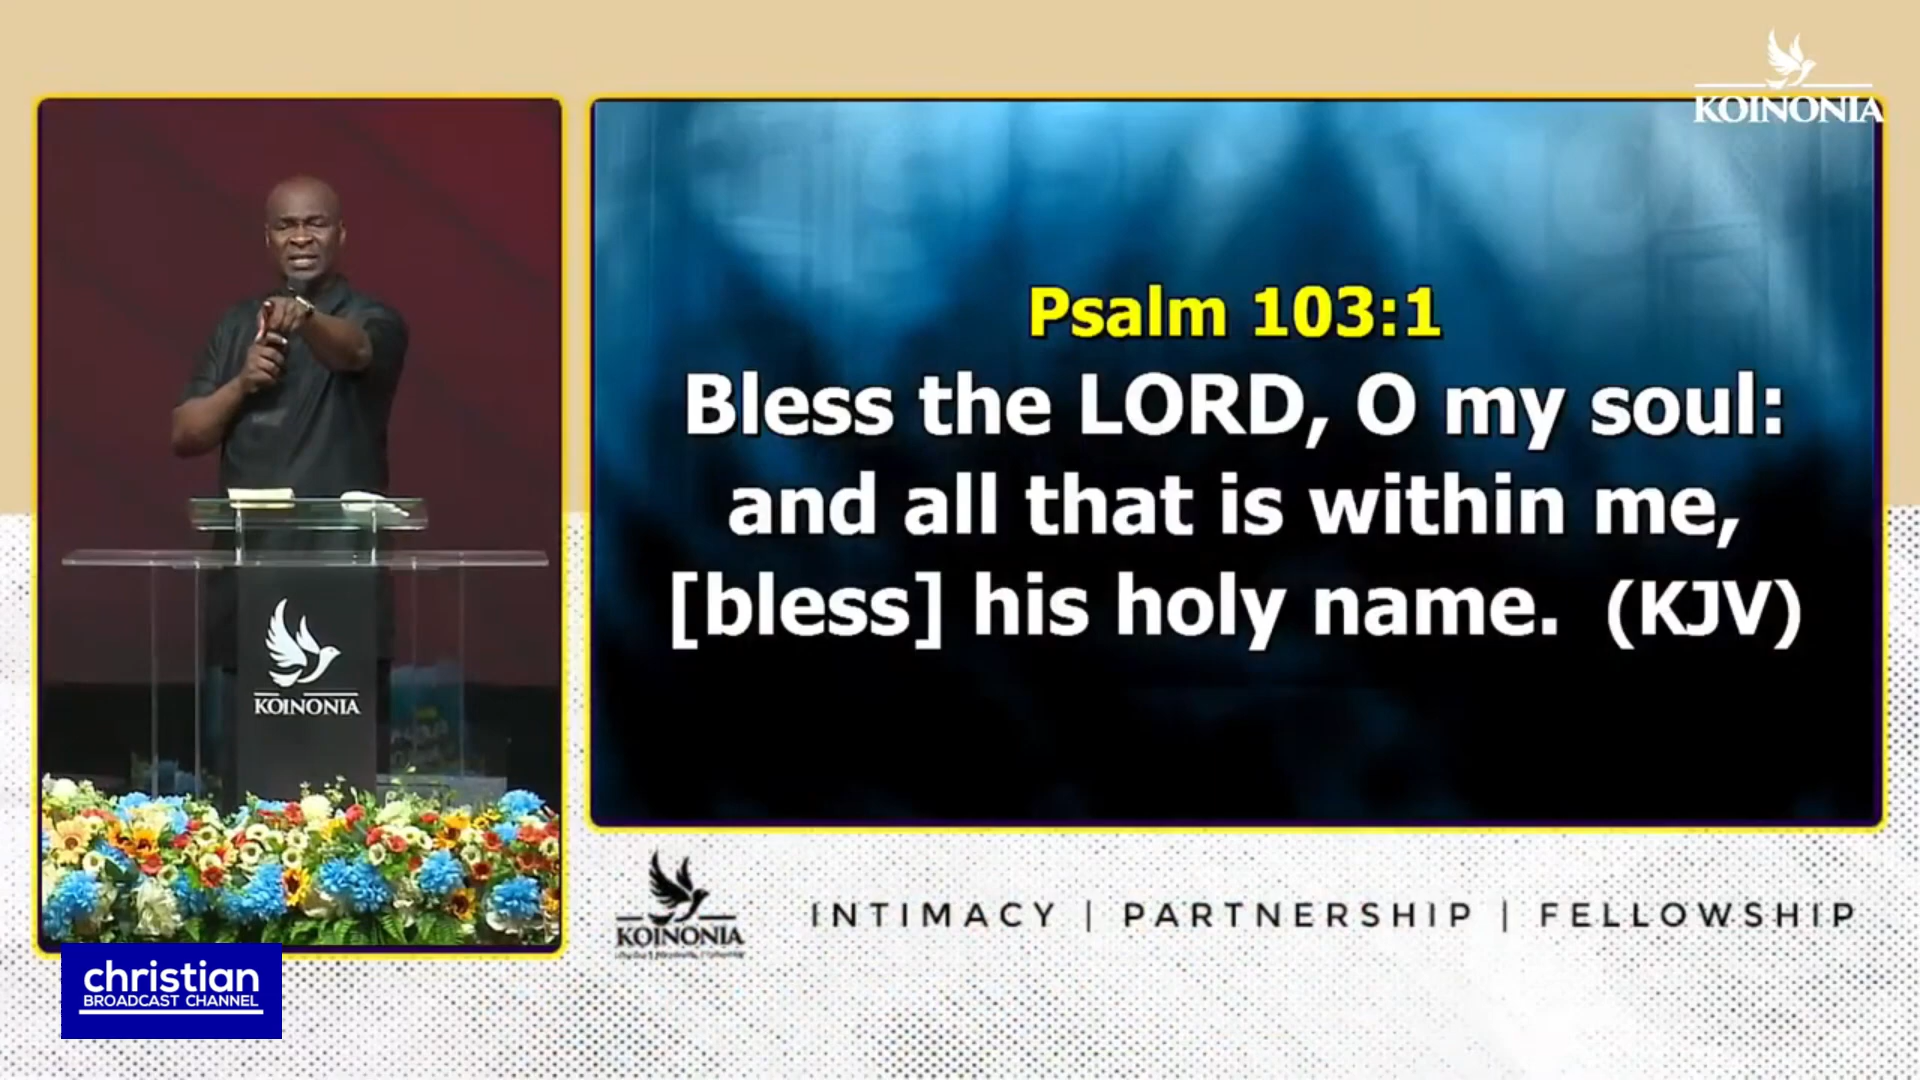 KOINONIA
Psalm 103:1
Bless the LORD, O my soul:
and all that is within me,
[bless] his holy name. (KJV)
KOINONIA
KOINONIA
INTIMACY | PARTNERSHIP | FELLOWSHIP
christian
BROADCAST CHANNEL